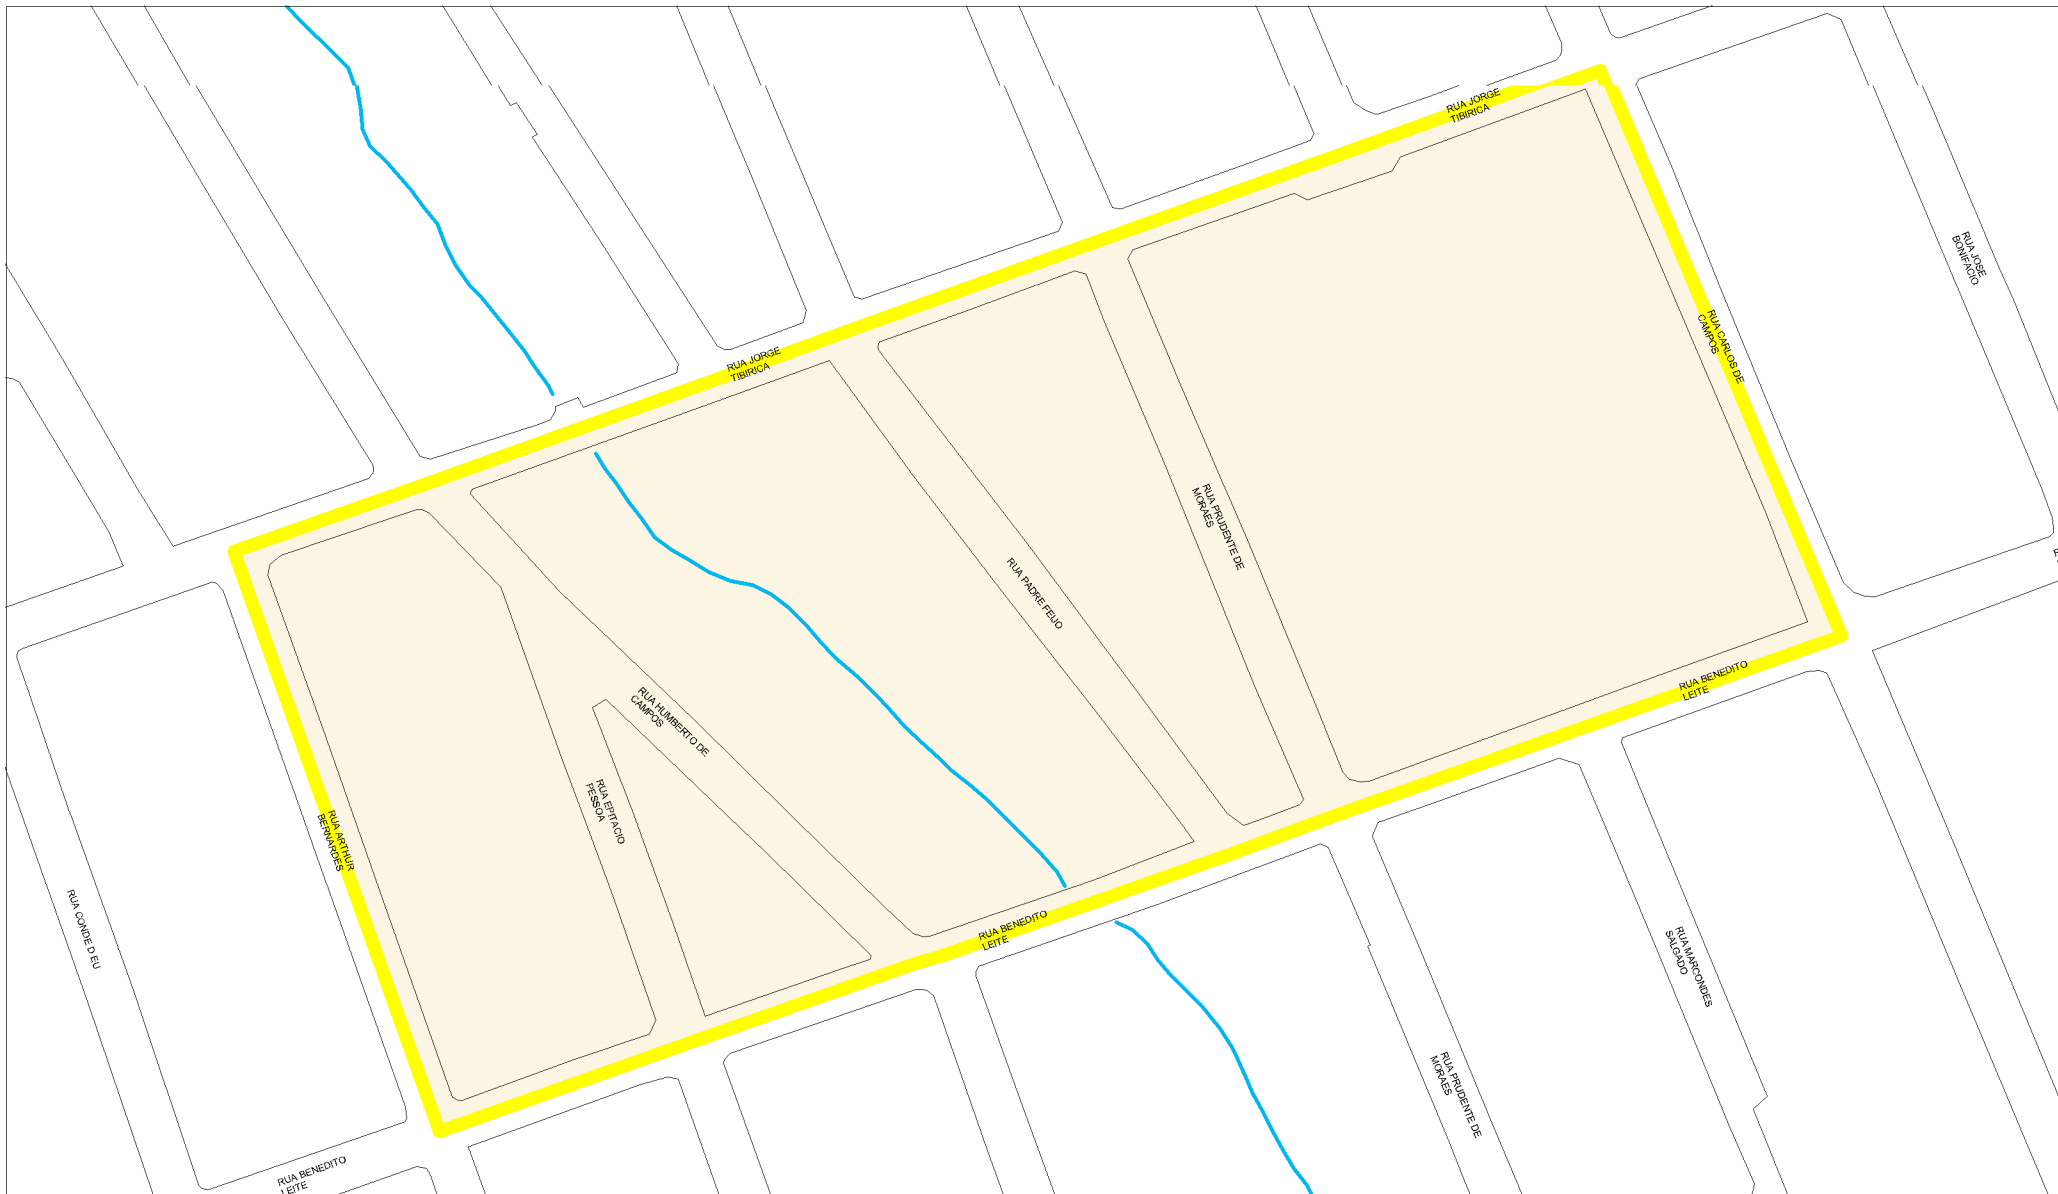 RUA JORGE
TIBIRICA
RUA JOSE
BONIFACIO
RUA CARLOS DE
CAMPOS
RUA JORGE
TIBIRICA
RUA PRUDENTE DE
MORAES
RUA PADRE FEIJO
RUA HUMBERTO DE
CAMPOS
RUA BENEDITO
LEITE
RUA EPITACIO
PESSOA
RUA ARTHUR
BERNARDES
RUA CONDE D EU
RUA BENEDITO
LEITE
RUA MARCONDES
SALGADO
RUA PRUDENTE DE
MORAES
RUA BENEDITO
LEITE